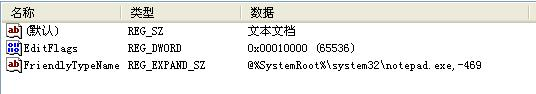 名称 类型 数据
(默认) REG_SZ 文本文档
EditFlags REG_DWORD 0x00010000 (65536)
FriendlyTypeName REG_EXPAND_SZ @%SystemRoot%\system32\notepad.exe,-469